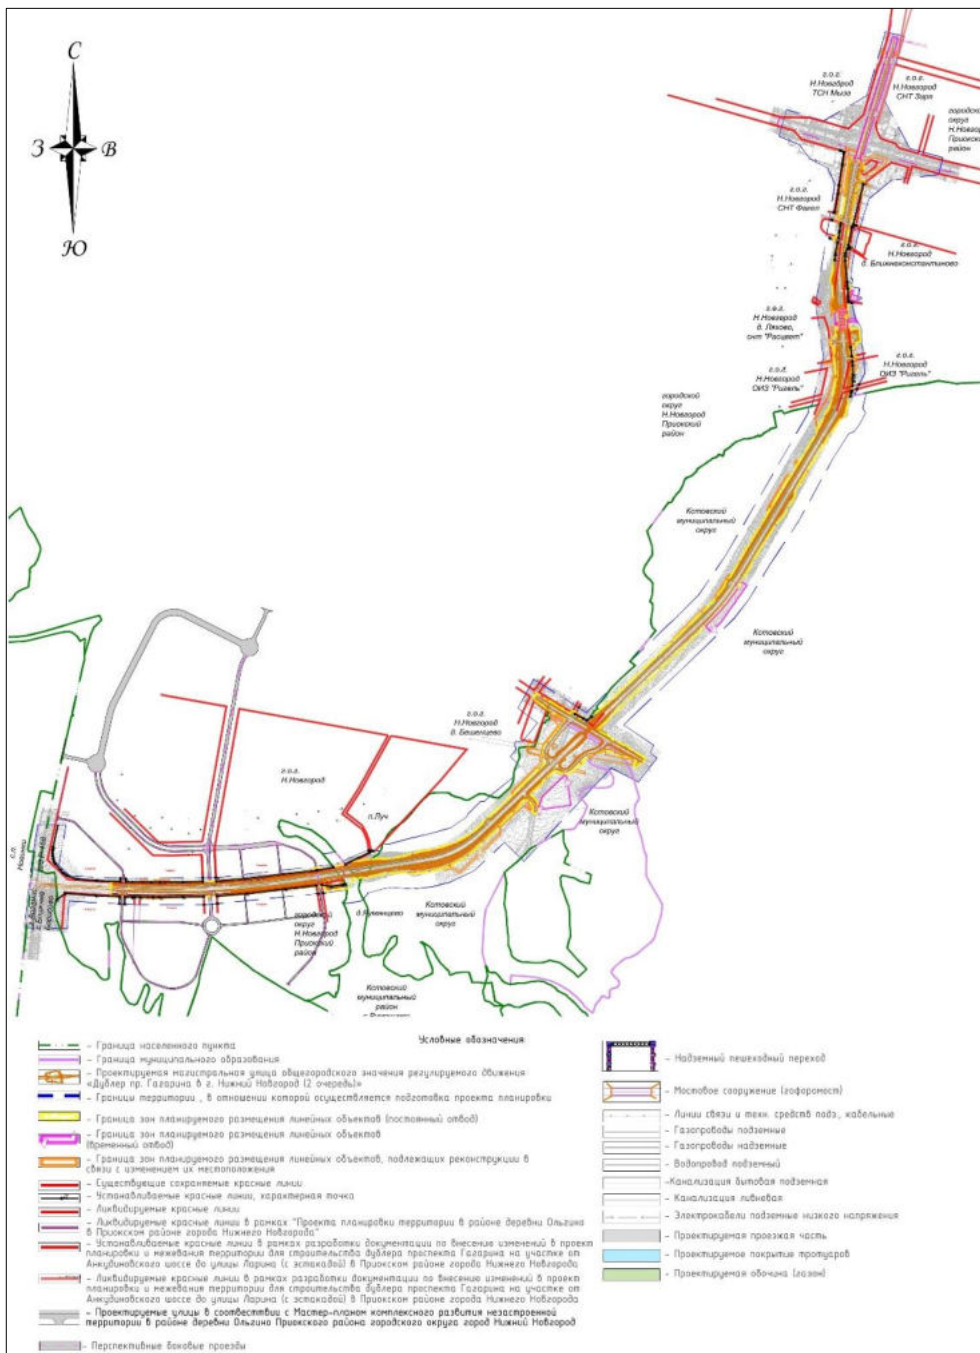 С
З
В
Ю
г.о.г.
Н.Новгород
ТСН Мыза
г.о.г.
Н.Новгород
СНТ Заря
г.о.г.
Н.Новгород
СНТ Факел
г.о.г.
Н.Новгород
д. Ближнеконстантиново
г.о.г.
Н.Новгород
д. Ляхово,
снт "Расцвет"
г.о.г.
Н.Новгород
ОИЗ "Ригель"
г.о.г.
Н.Новгород
ОИЗ "Ригель"
городской
округ
Н.Новгород
Приокский
район
Кстовский
муниципальный
округ
Кстовский
муниципальный
округ
г.о.г.
Н.Новгород
д. Бешенцево
г.о.г.
Н.Новгород
п.Луч
Кстовский
муниципальный
округ
Кстовский
муниципальный
округ
городской
округ
Н.Новгород
Приокский
район
Кстовский
муниципальный
район
Условные обозначения
- Граница населенного пункта
- Граница муниципального образования
- Проектируемая магистральная улица общегородского значения регулируемого движения
«Дублер пр. Гагарина в г. Нижний Новгород (2 очередь)»
- Границы территории , в отношении которой осуществляется подготовка проекта планировки
- Граница зон планируемого размещения линейных объектов (постоянный отвод)
- Граница зон планируемого размещения линейных объектов
(временный отвод)
- Граница зон планируемого размещения линейных объектов, подлежащих реконструкции в
связи с изменением их местоположения
- Существующие сохраняемые красные линии
- Устанавливаемые красные линии, характерная точка
- Ликвидируемые красные линии
- Ликвидируемые красные линии в рамках "Проекта планировки территории в районе деревни Ольгино
в Приокском районе города Нижнего Новгорода"
- Устанавливаемые красные линии в рамках разработки документации по внесению изменений в проект
планировки и межевания территории для строительства дублера проспекта Гагарина на участке от
Анкудиновского шоссе до улицы Ларина (с эстакадой) в Приокском районе города Нижнего Новгорода
- Ликвидируемые красные линии в рамках разработки документации по внесению изменений в проект
планировки и межевания территории для строительства дублера проспекта Гагарина на участке от
Анкудиновского шоссе до улицы Ларина (с эстакадой) в Приокском районе города Нижнего Новгорода
- Проектируемые улицы в соответствии с Мастер-планом комплексного развития незастроенной
территории в районе деревни Ольгино Приокского района городского округа город Нижний Новгород
- Перспективные боковые проезды
- Надземный пешеходный переход
- Мостовое сооружение (гофромост)
- Линии связи и техн. средств подз., кабельные
- Газопроводы подземные
- Газопроводы надземные
- Водопровод подземный
-Канализация бытовая подземная
- Канализация ливневая
- Электрокабели подземные низкого напряжения
- Проектируемая проезжая часть
- Проектируемое покрытие тротуаров
- Проектируемая обочина (газон)